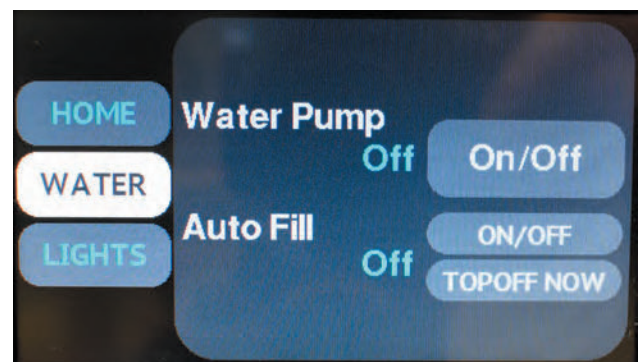 HOME
WATER
LIGHTS
Water Pump
Off
On/Off
Auto Fill
Off
ON/OFF
TOPOFF NOW